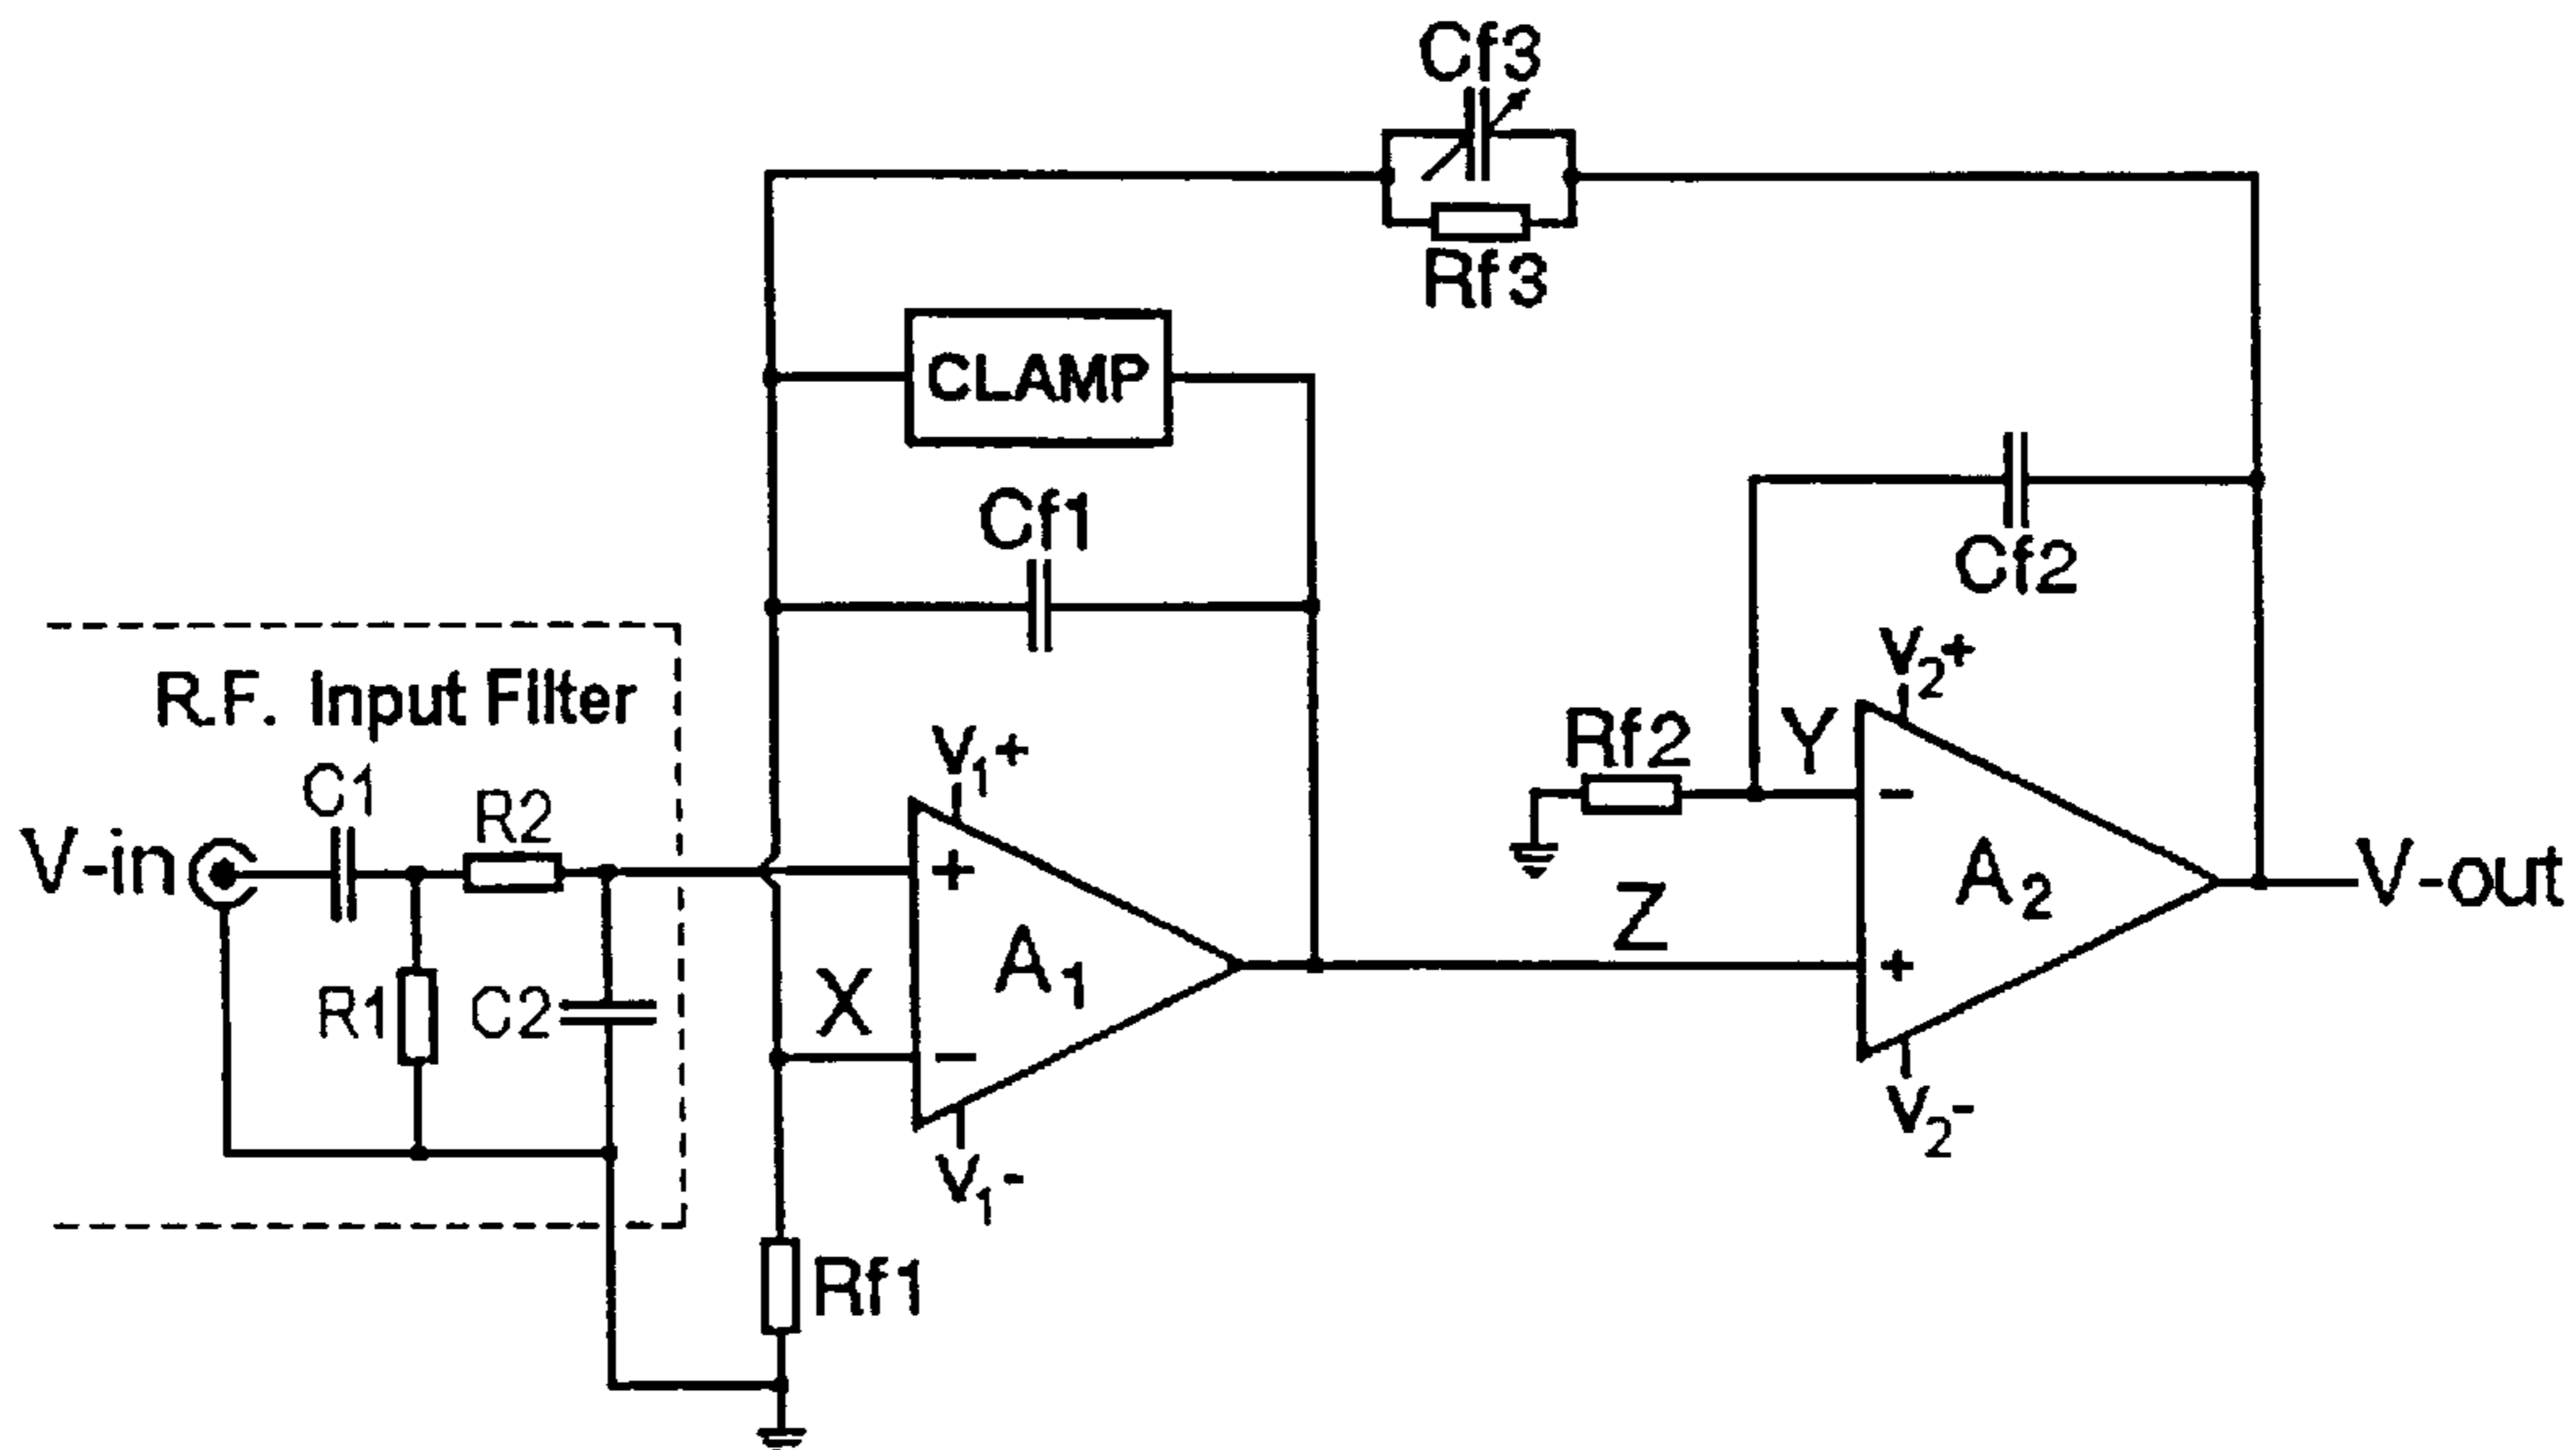 Cf3
Rf3
CLAMP
Cf1
Cf2
R.F. Input Filter
V2+
V1+
Rf2
Y
-
C1
R2
V-in
+
A1
Z
A2
V-out
+
R1
C2
X
-
V2-
V1-
Rf1